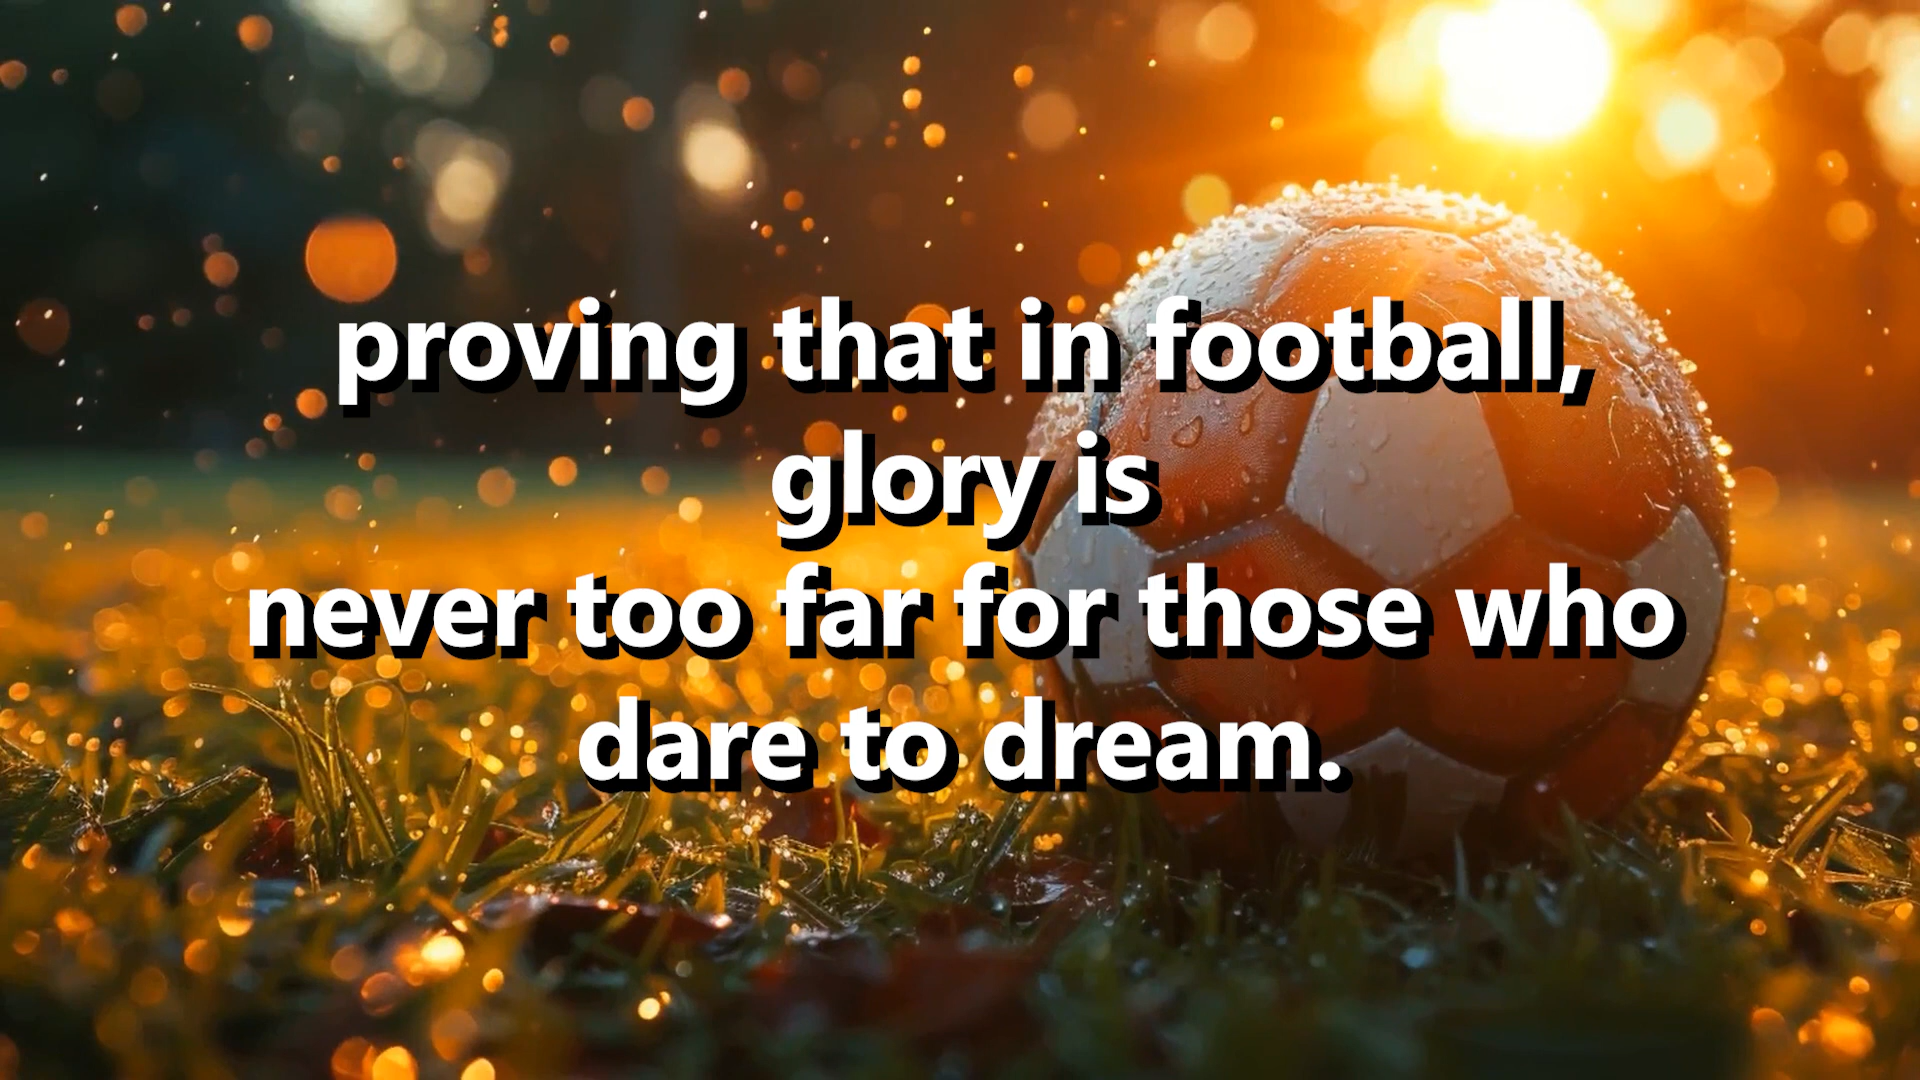 proving that in football,
glory is
never too far for those who
dare to dream.